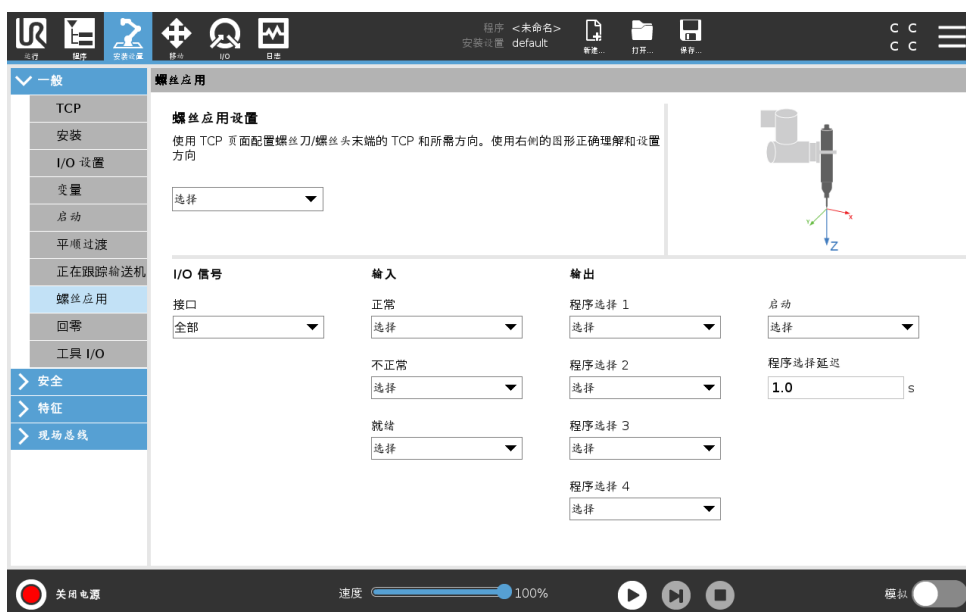 程序 <未命名>
安装设置 default
运行 程序 安装设置 移动 I/O 日志 新建... 打开... 保存...
C C
C C
一般
TCP
安装
I/O 设置
变量
启动
平顺过渡
正在跟踪输送机
螺丝应用
回零
工具 I/O
安全
特征
现场总线
螺丝应用
螺丝应用设置
使用 TCP 页面配置螺丝刀/螺丝头末端的 TCP 和所需方向。使用右侧的图形正确理解和设置
方向
选择
Y X
Z
I/O 信号 输入 输出
接口 正常 程序选择 1 启动
全部 选择 选择 选择
不正常 程序选择 2 程序选择延迟
选择 选择 1.0 s
就绪 程序选择 3
选择 选择
程序选择 4
选择
关闭电源 速度 100% 模拟